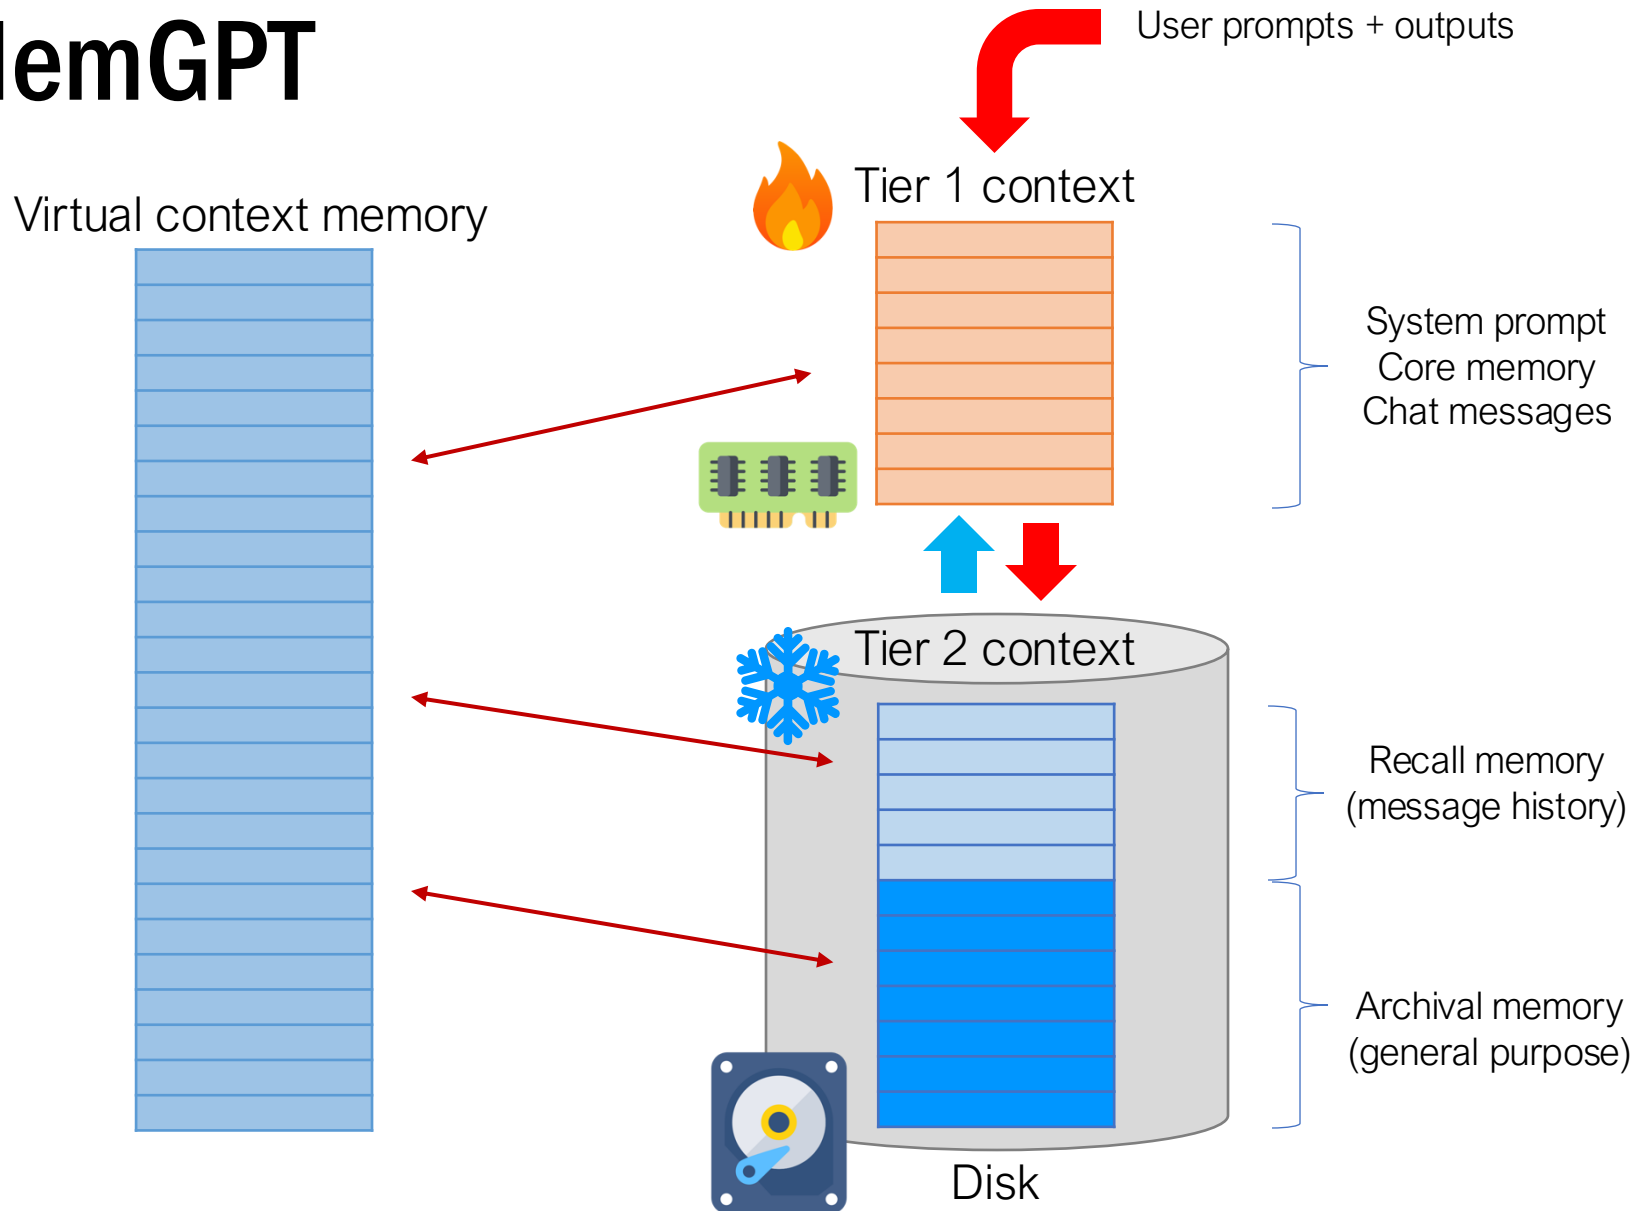 emGPT
User prompts + outputs
Virtual context memory
Tier 1 context
System prompt
Core memory
Chat messages
Tier 2 context
Recall memory
(message history)
Archival memory
(general purpose)
Disk